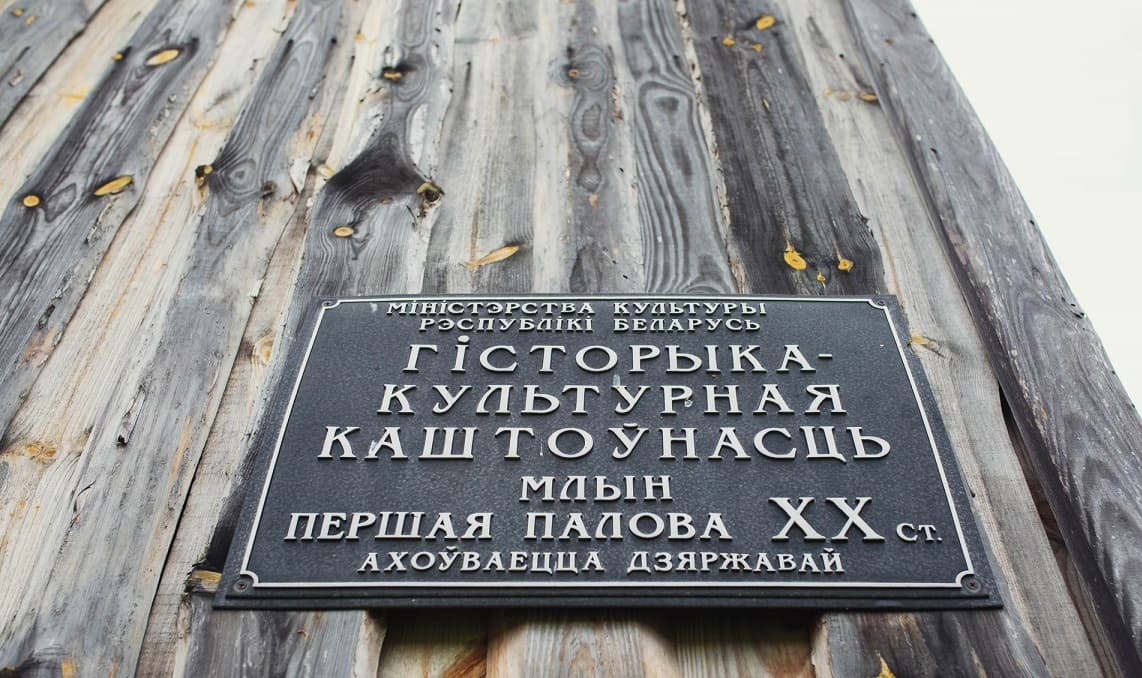 МІНІСТЭРСТВА КУЛЬТУРЫ
РЭСПУБЛІКІ БЕЛАРУСЬ
ГІСТОРЫКА-
КУЛЬТУРНАЯ
КАШТОЎНАСЦЬ
МЛЫН
ПЕРШАЯ ПАЛОВА XX СТ.
АХОЎВАЕЦЦА ДЗЯРЖАВАЙ